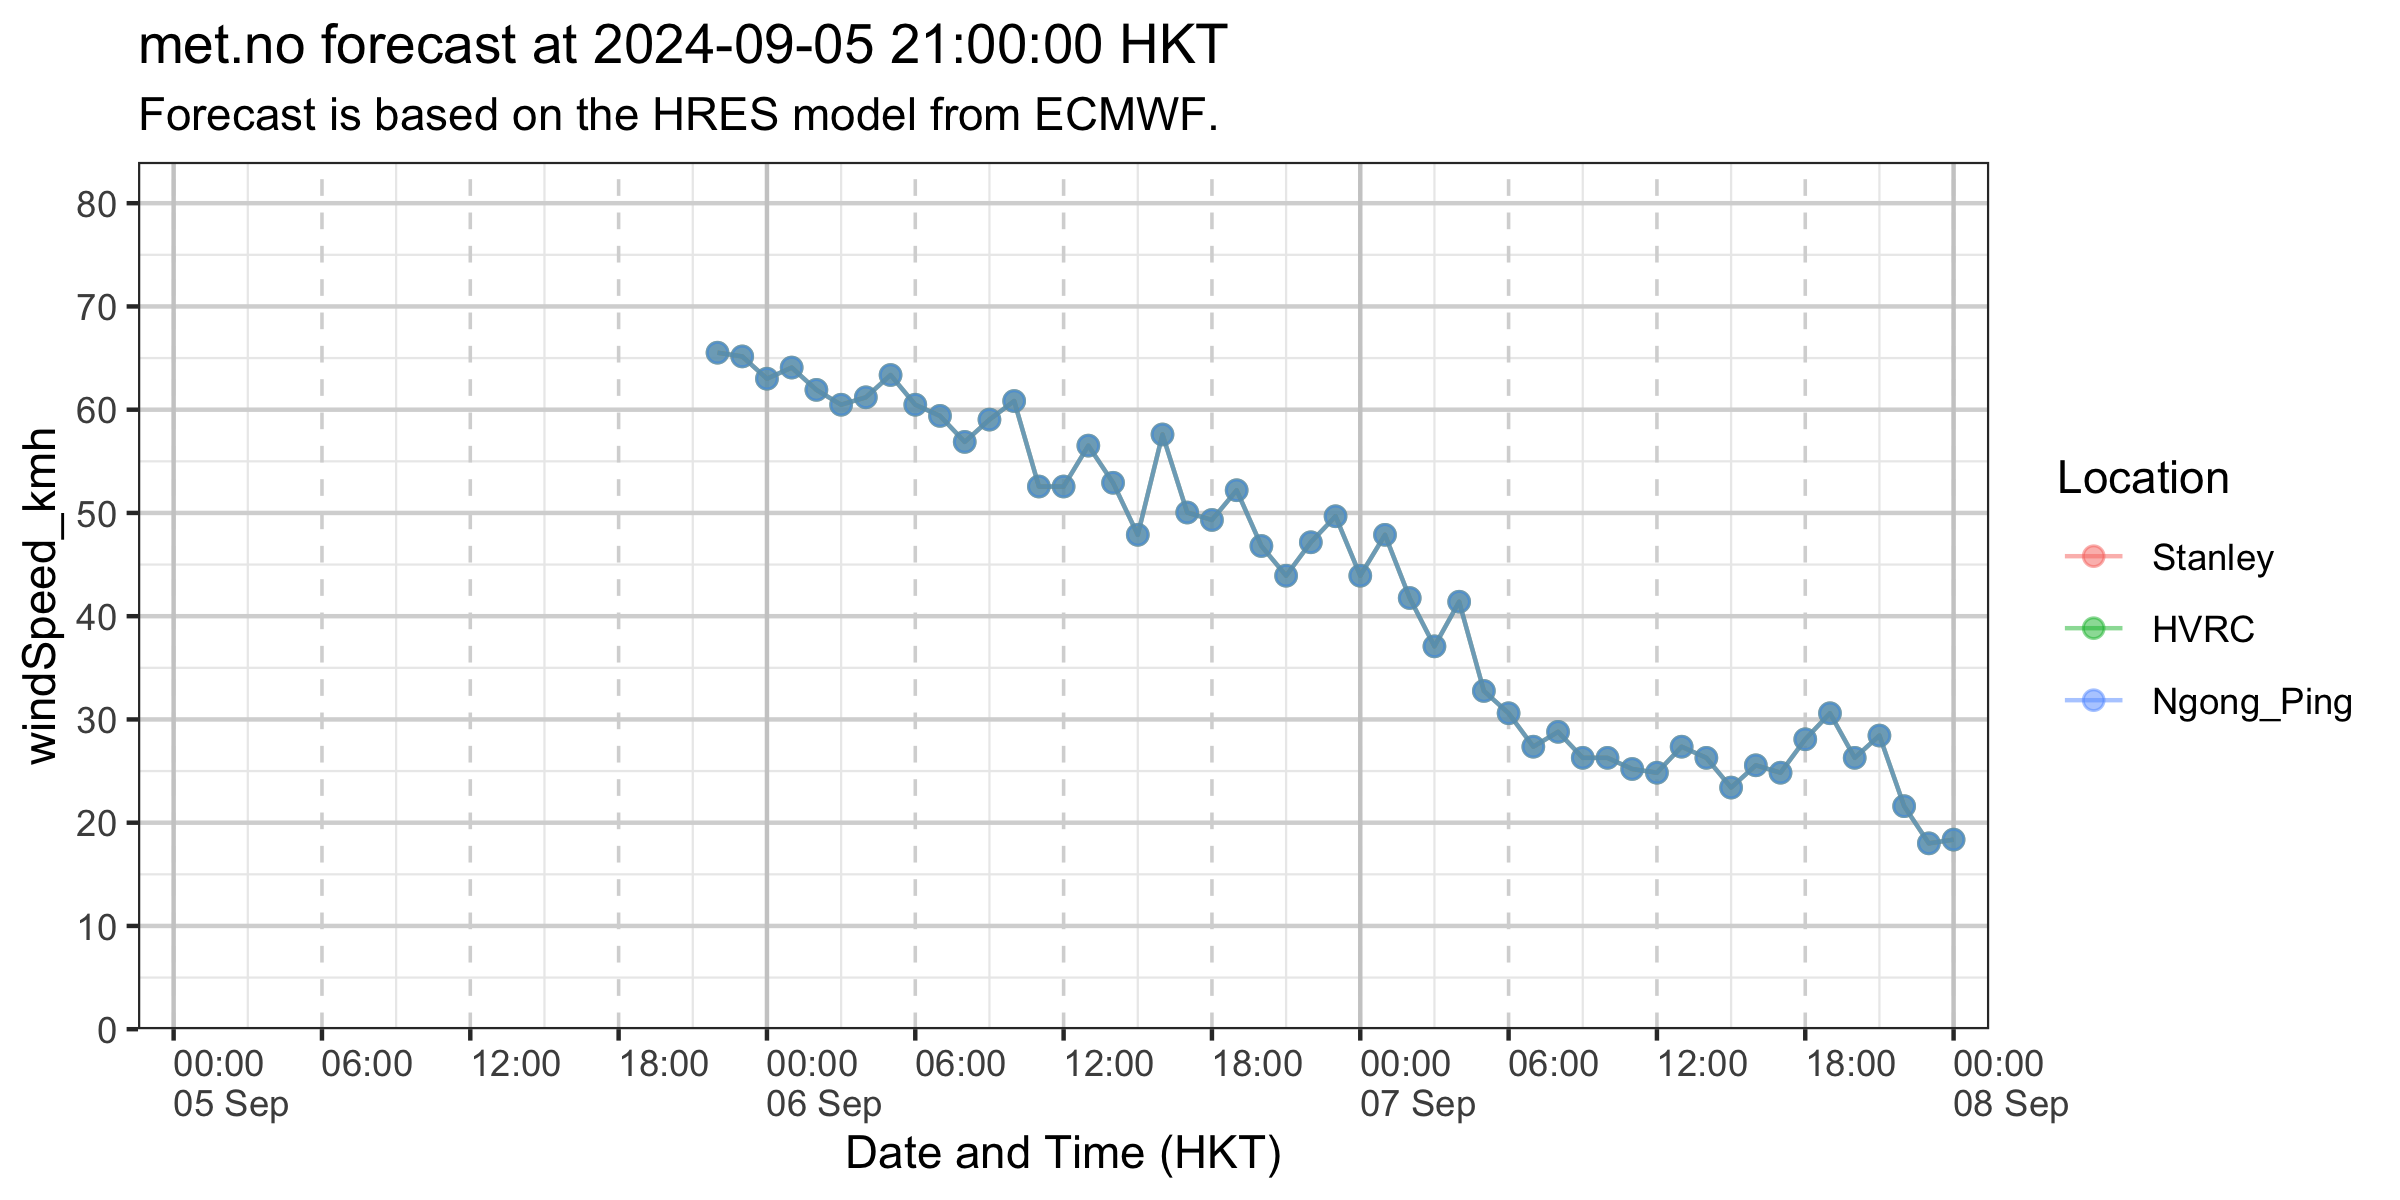 met.no forecast at 2024-09-05 21:00:00 HKT
Forecast is based on the HRES model from ECMWF.
windSpeed_kmh
80
70
60
50
40
30
20
10
0
00:00 06:00 12:00 18:00 00:00 06:00 12:00 18:00 00:00 06:00 12:00 18:00 00:00
05 Sep 06 Sep 07 Sep 08 Sep
Date and Time (HKT)
Location
Stanley
HVRC
Ngong_Ping